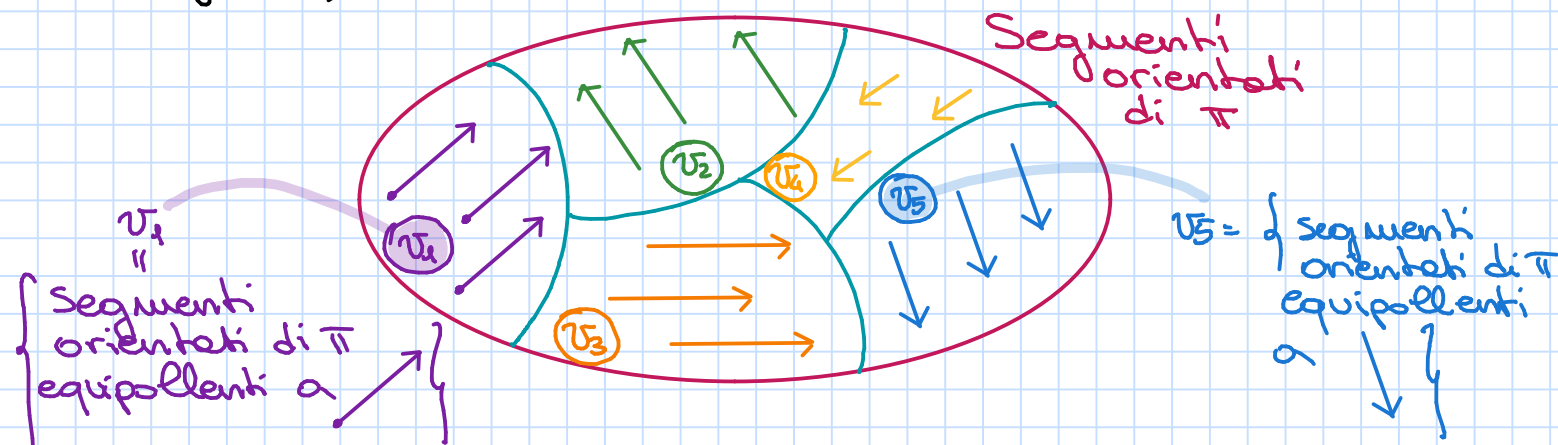 Segmenti
orientati
di π
v₂
v₄
v₅
v₁
v₃
v₁
=
{ segmenti
orientati di π
equipollenti a }
v5 = { segmenti
orientati di π
equipollenti
a }